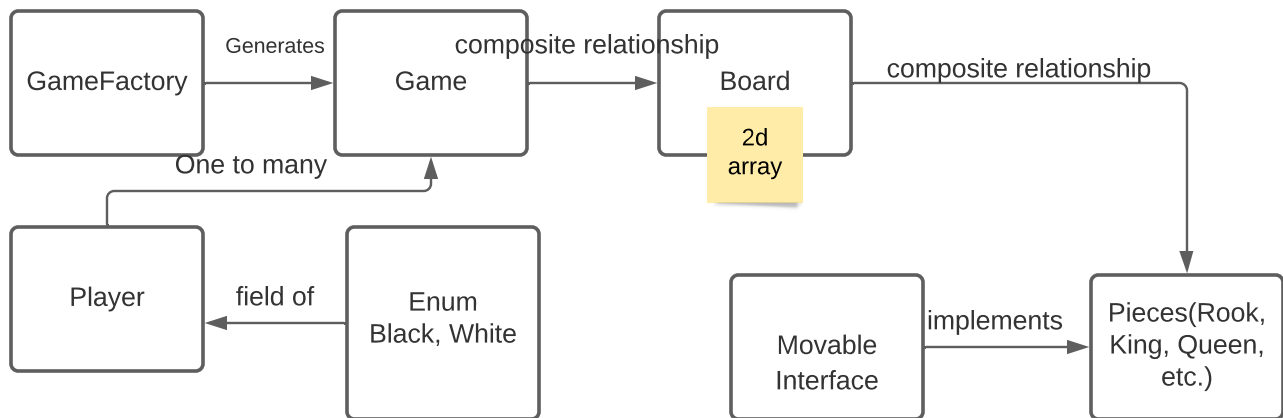 Generates
composite relationship
GameFactory
Game
Board
composite relationship
2d
array
One to many
Player
field of
Enum
Black, White
Movable
Interface
implements
Pieces(Rook,
King, Queen,
etc.)